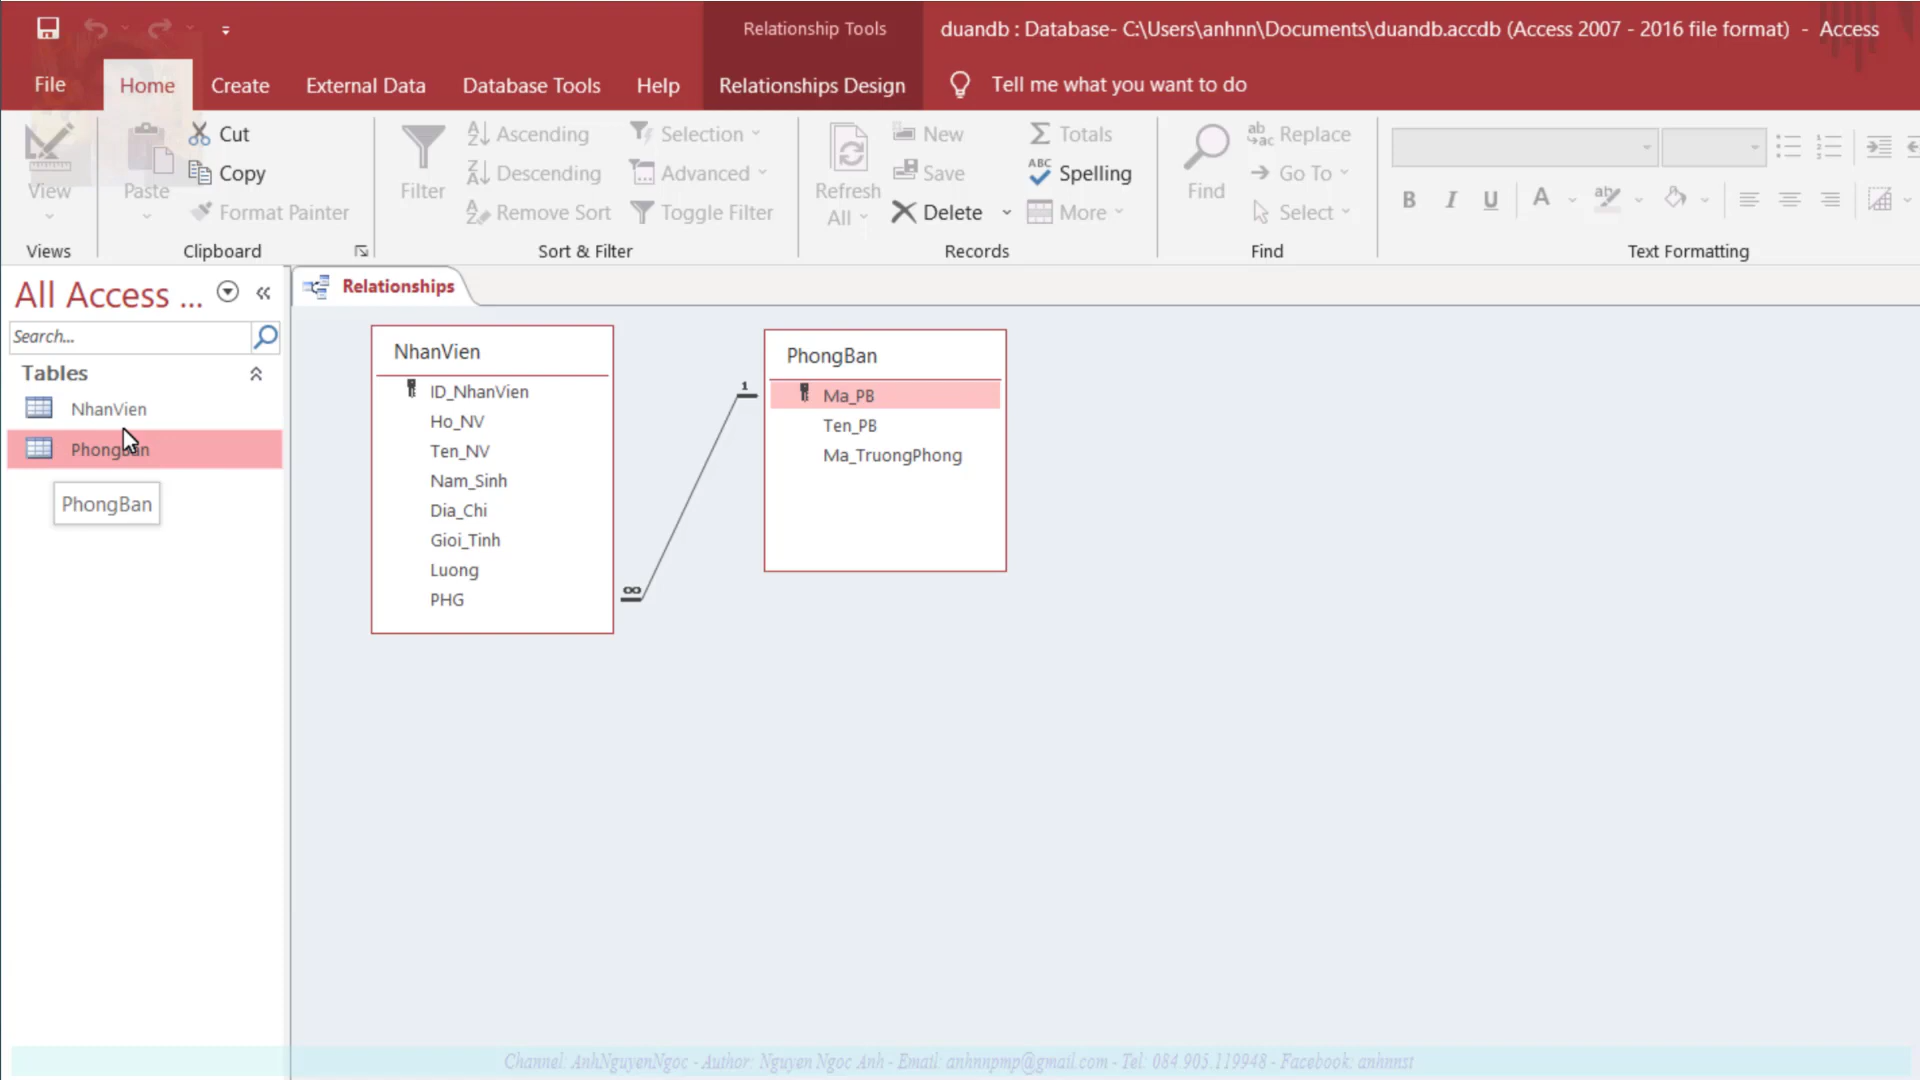 Relationship Tools
duandb : Database- C:\Users\anhnn\Documents\duandb.accdb (Access 2007 - 2016 file format) - Access
File Home Create External Data Database Tools Help Relationships Design Tell me what you want to do
View
Views
Paste
Cut
Copy
Format Painter
Clipboard
Filter
Ascending
Descending
Remove Sort
Selection
Advanced
Toggle Filter
Sort & Filter
Refresh
All
New
Save
Delete
Totals
Spelling
More
Records
Find
Replace
Go To
Select
Find
B I U A
Text Formatting
All Access ...
Search...
Tables
NhanVien
PhongBan
PhongBan
Relationships
NhanVien
ID_NhanVien
Ho_NV
Ten_NV
Nam_Sinh
Dia_Chi
Gioi_Tinh
Luong
PHG
∞
1
PhongBan
Ma_PB
Ten_PB
Ma_TruongPhong
Channel: AnhNguyenNgoc - Author: Nguyen Ngoc Anh - Email: anhnnpmp@gmail.com - Tel: 084.905.119948 - Facebook: anhnnst